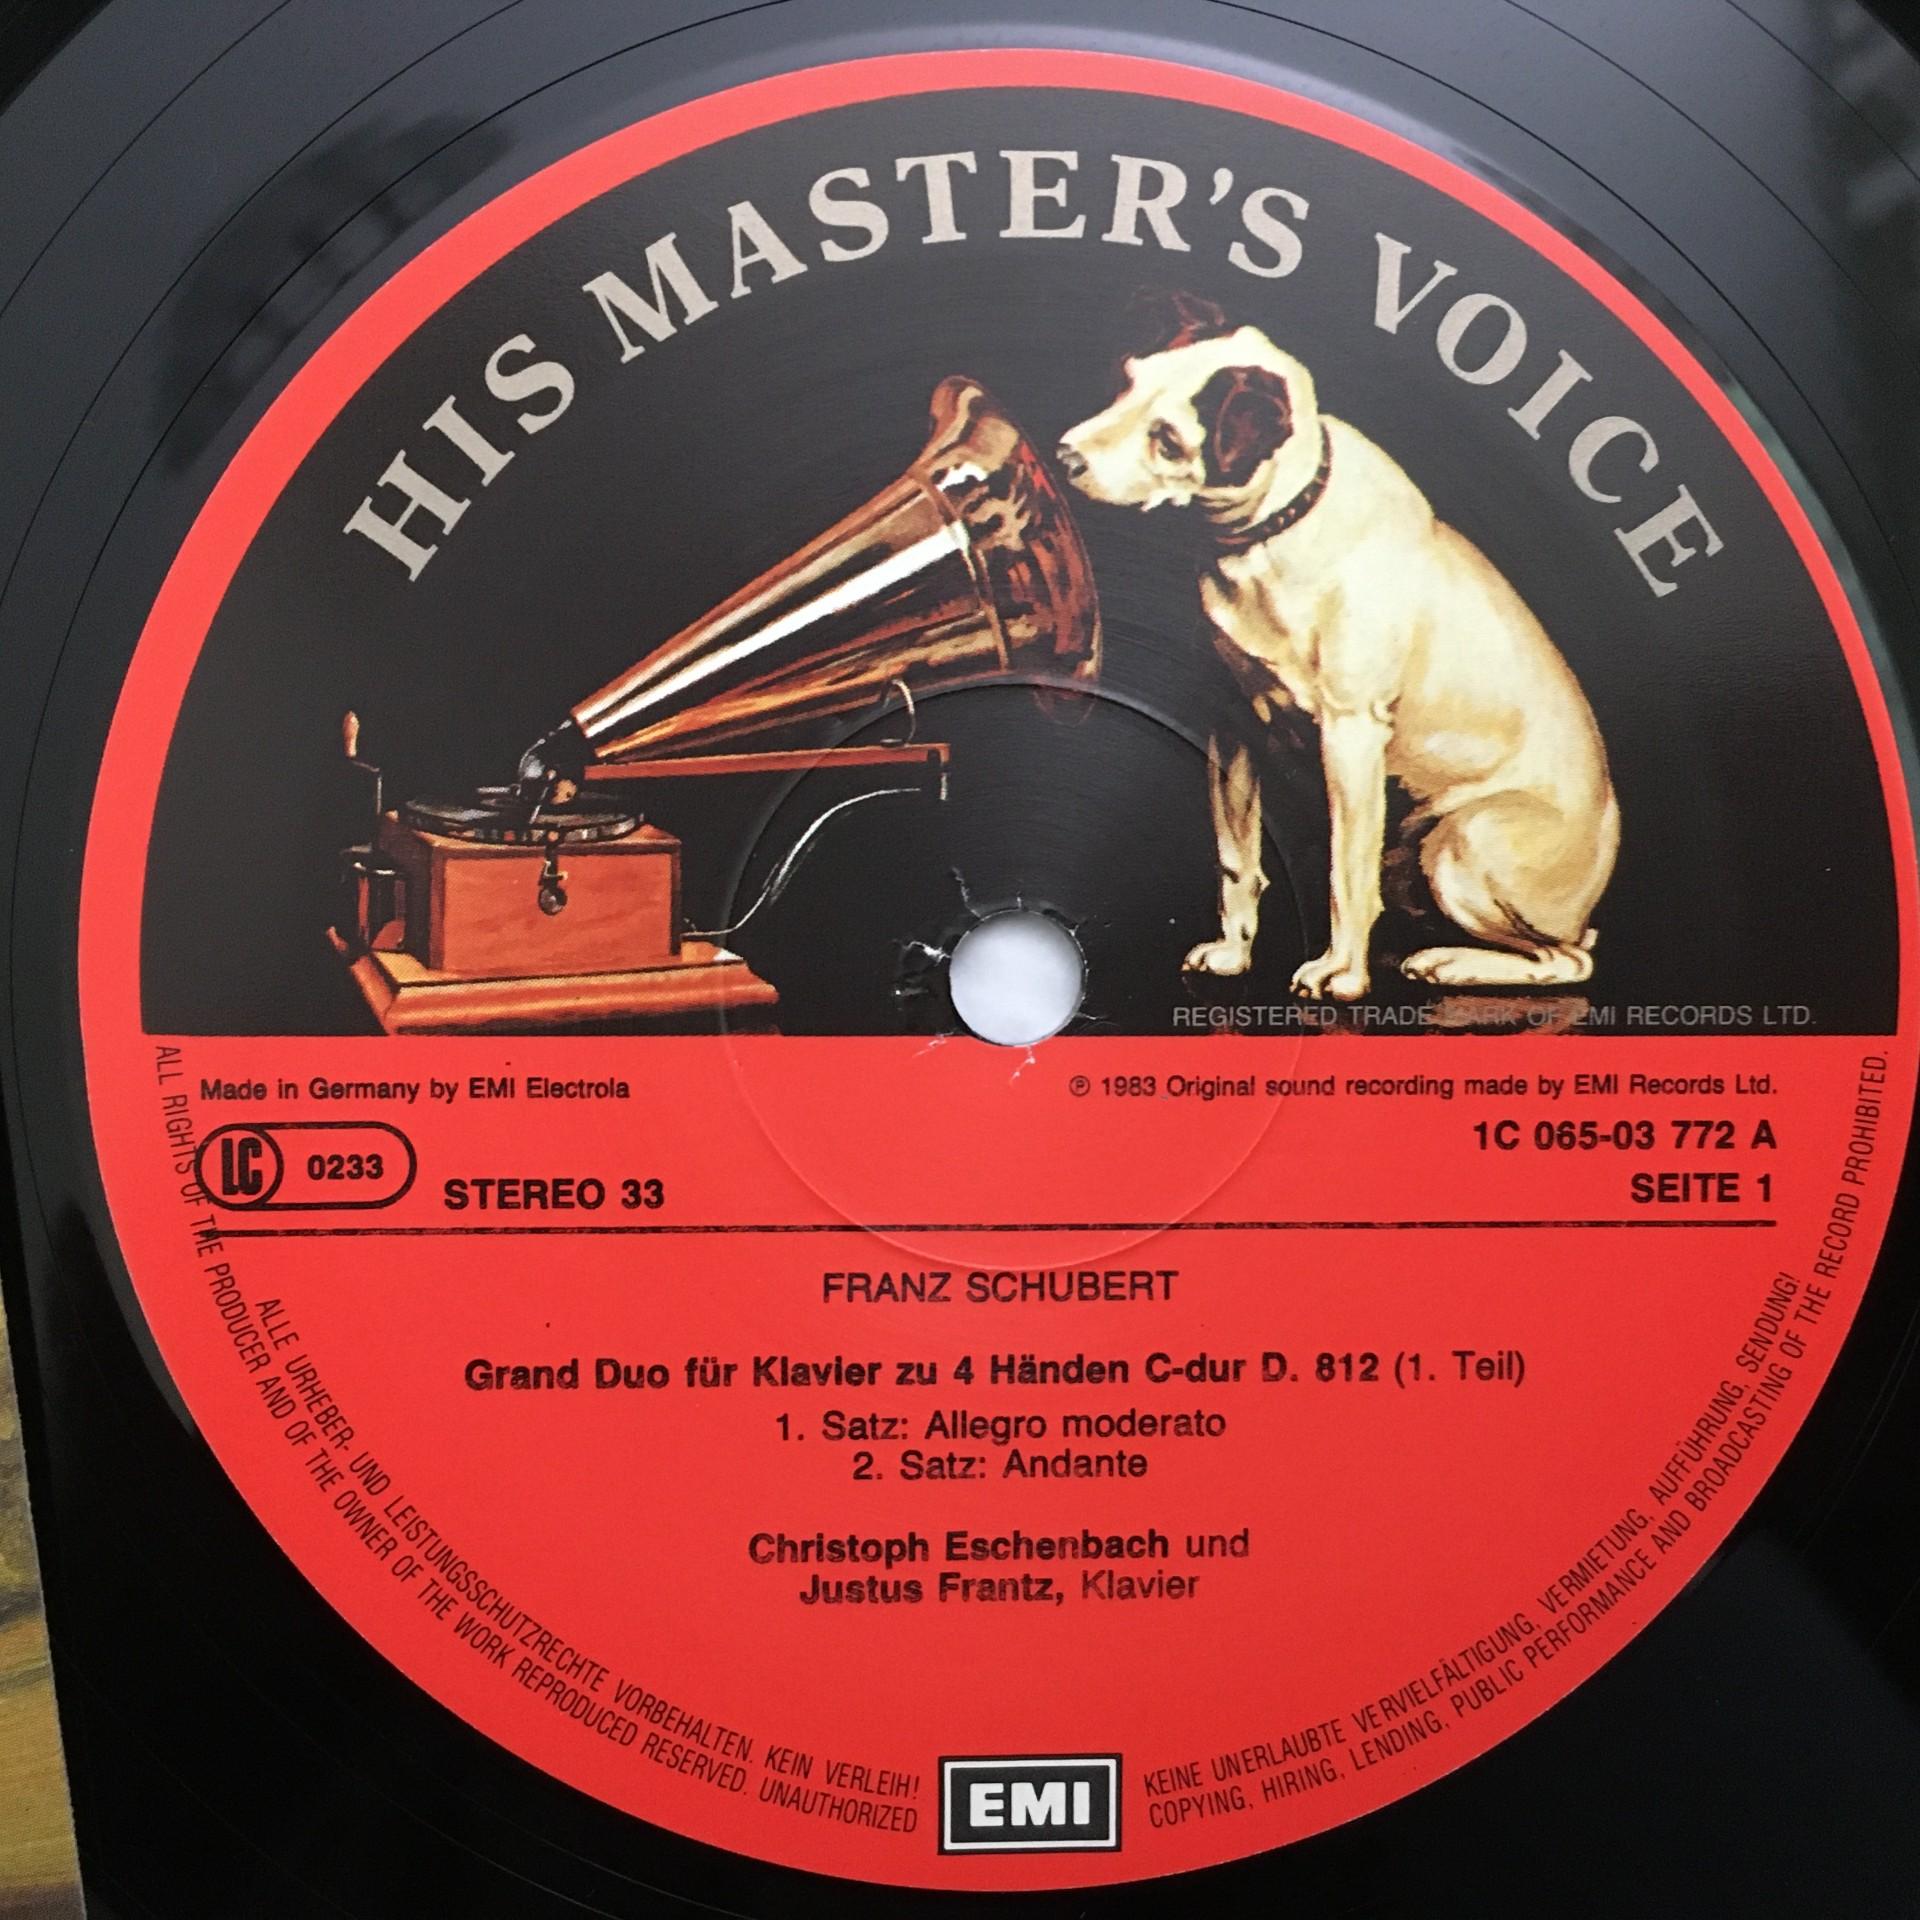 HIS MASTER'S VOICE
REGISTERED TRADE MARK OF EMI RECORDS LTD.
Made in Germany by EMI Electrola
℗ 1983 Original sound recording made by EMI Records Ltd.
1C 065-03 772 A
LC 0233
STEREO 33
SEITE 1
FRANZ SCHUBERT
Grand Duo für Klavier zu 4 Händen C-dur D. 812 (1. Teil)
1. Satz: Allegro moderato
2. Satz: Andante
Christoph Eschenbach und
Justus Frantz, Klavier
ALLE URHEBER- UND LEISTUNGSSCHUTZRECHTE VORBEHALTEN. KEIN VERLEIH! KEINE UNERLAUBTE VERVIELFÄLTIGUNG, VERMIETUNG, AUFFÜHRUNG, SENDUNG!
ALL RIGHTS OF THE PRODUCER AND OF THE OWNER OF THE WORK REPRODUCED RESERVED. UNAUTHORIZED COPYING, HIRING, LENDING, PUBLIC PERFORMANCE AND BROADCASTING OF THE RECORD PROHIBITED.
EMI